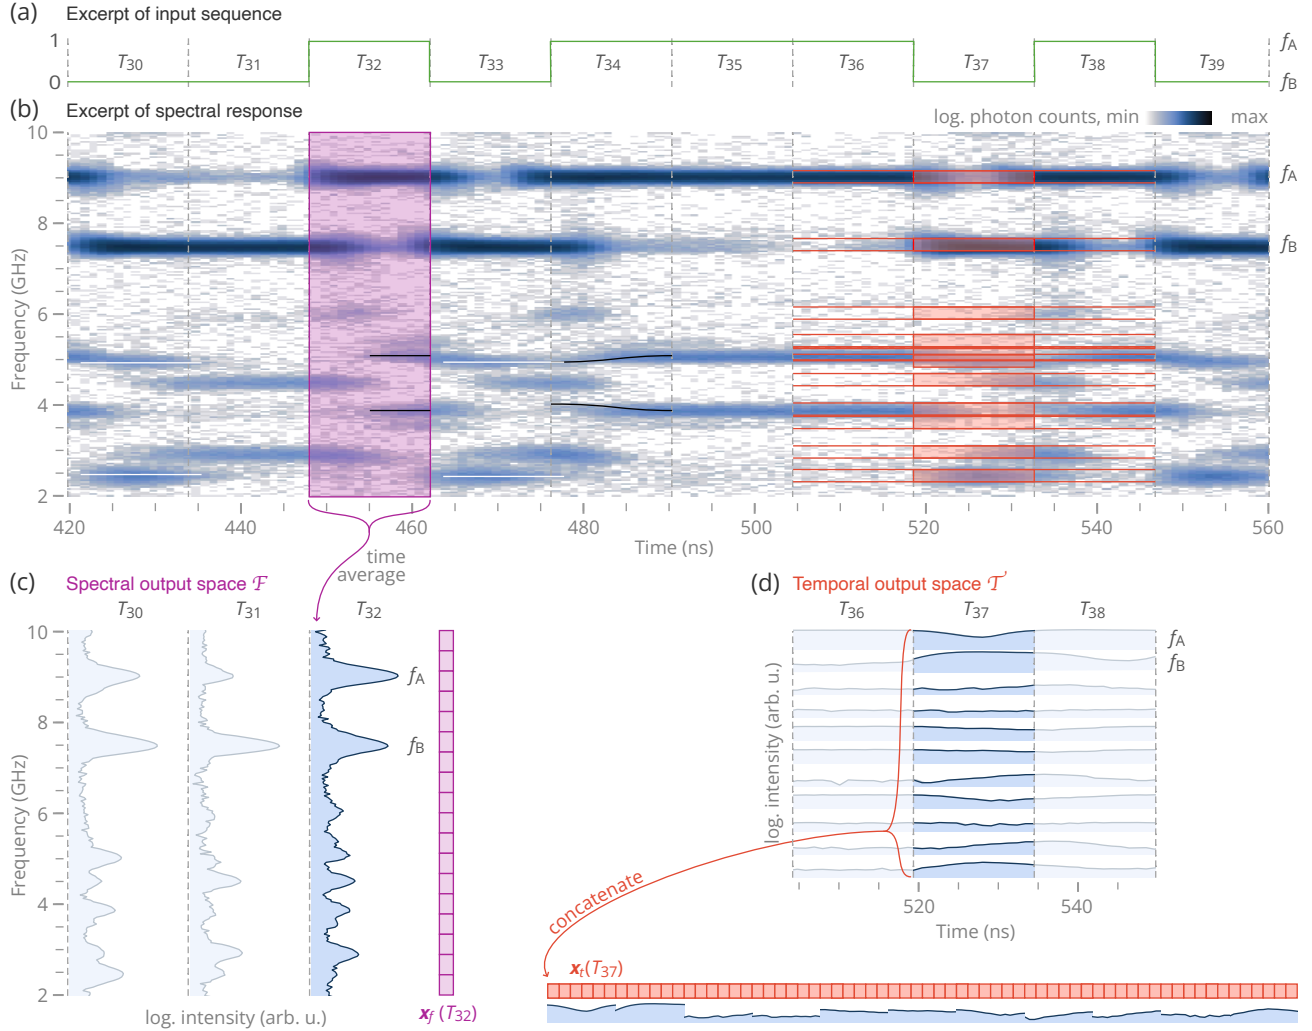 (a) Excerpt of input sequence
1 T30 T31 T32 T33 T34 T35 T36 T37 T38 T39 fA
0 fB
(b) Excerpt of spectral response
log. photon counts, min max
10
fA
8
fB
6
4
2
Frequency (GHz)
420 440 460 480 500 520 540 560
Time (ns)
time
average
(c) Spectral output space ℱ
T30 T31 T32
10
fA
8
fB
6
4
2
Frequency (GHz)
log. intensity (arb. u.)
xf (T32)
(d) Temporal output space 𝒯
T36 T37 T38
fA
fB
log. intensity (arb. u.)
520 540
Time (ns)
concatenate
xt(T37)